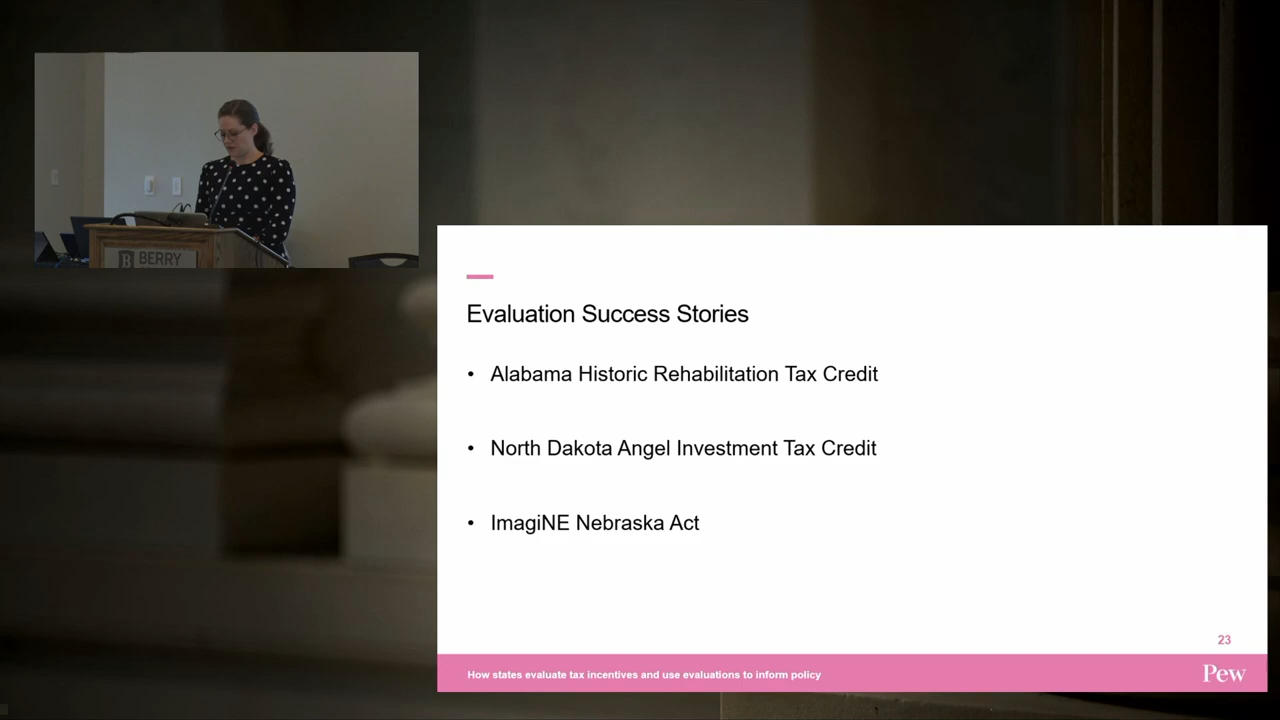 B BERRY
Evaluation Success Stories
• Alabama Historic Rehabilitation Tax Credit
• North Dakota Angel Investment Tax Credit
• ImagiNE Nebraska Act
23
How states evaluate tax incentives and use evaluations to inform policy
Pew